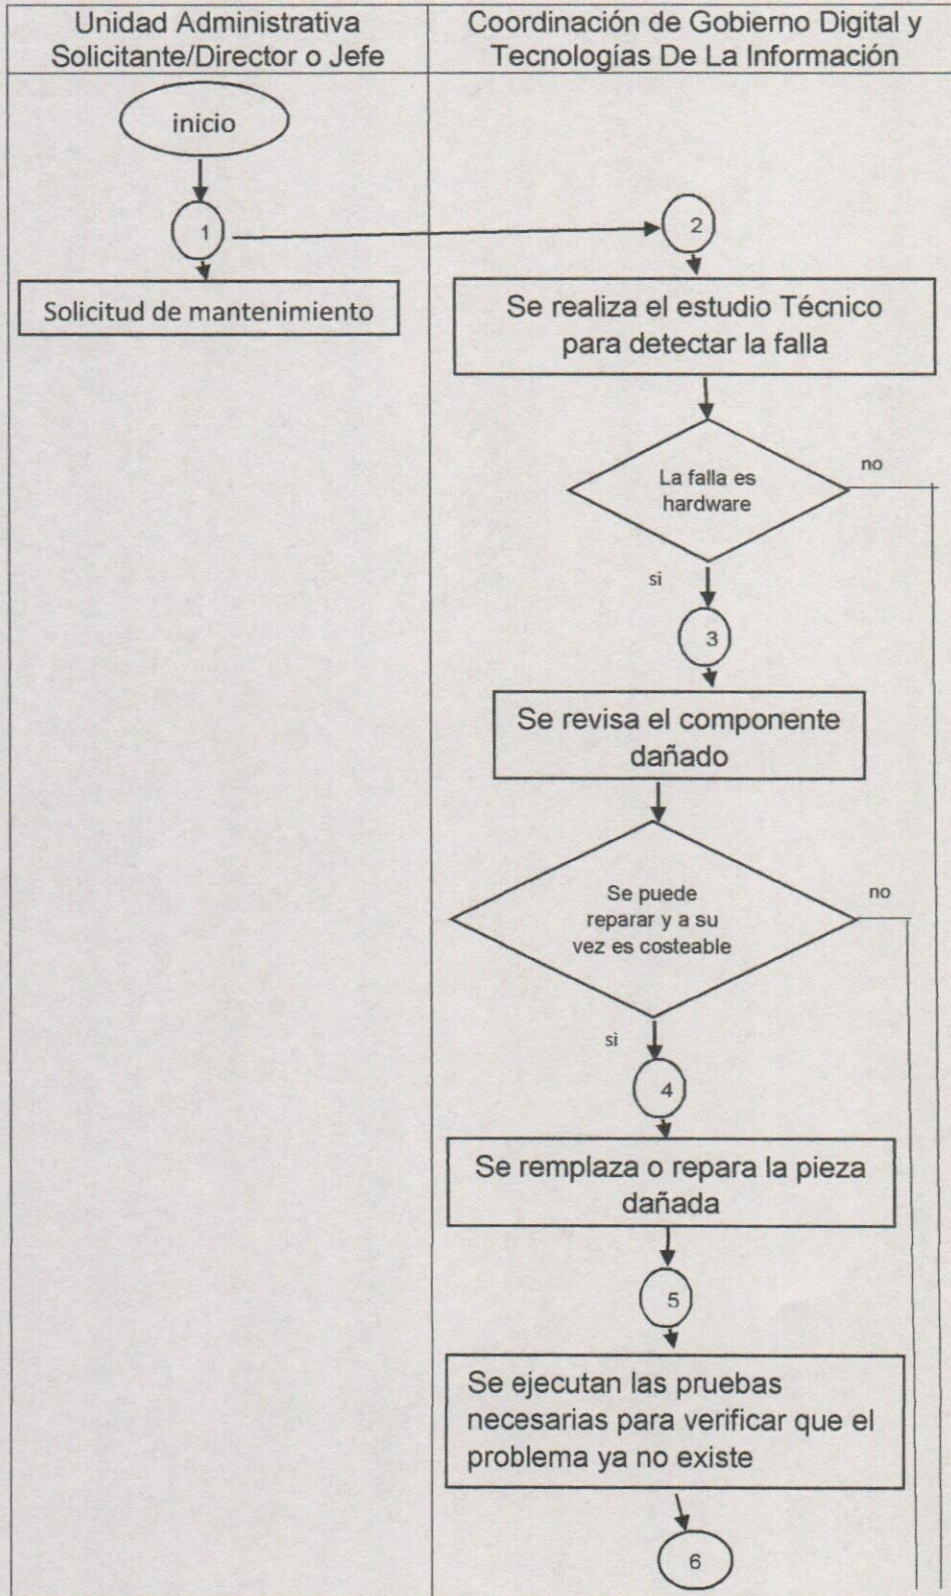 Unidad Administrativa
Solicitante/Director o Jefe
Coordinación de Gobierno Digital y
Tecnologías De La Información
inicio
1
2
Solicitud de mantenimiento
Se realiza el estudio Técnico
para detectar la falla
La falla es
hardware
no
si
3
Se revisa el componente
dañado
Se puede
reparar y a su
vez es costeable
no
si
4
Se remplaza o repara la pieza
dañada
5
Se ejecutan las pruebas
necesarias para verificar que el
problema ya no existe
6